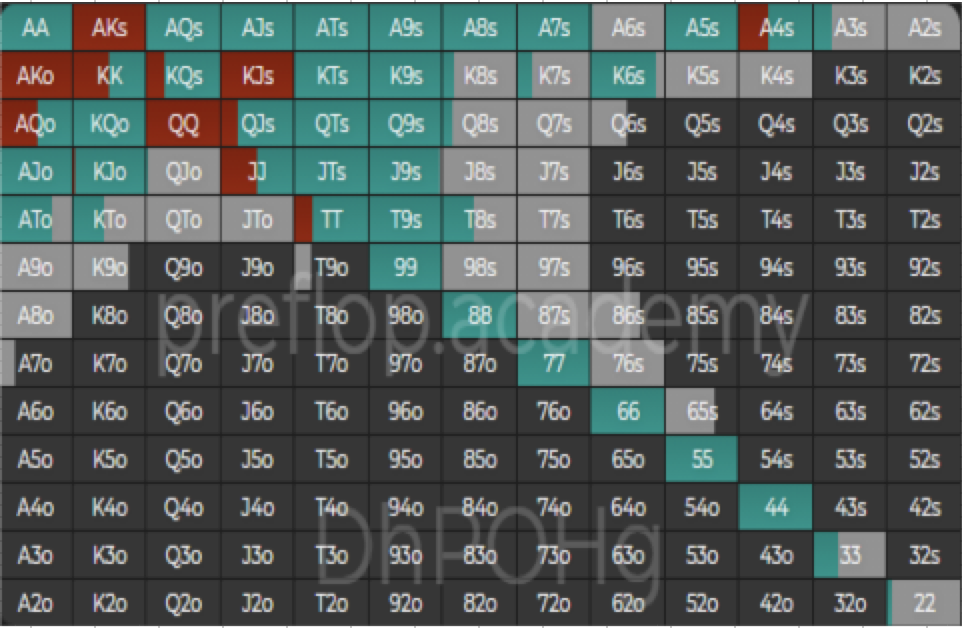 AA AKs AQs AJs ATs A9s A8s A7s A6s A5s A4s A3s A2s
AKo KK KQs KJs KTs K9s K8s K7s K6s K5s K4s K3s K2s
AQo KQo QQ QJs QTs Q9s Q8s Q7s Q6s Q5s Q4s Q3s Q2s
AJo KJo QJo JJ JTs J9s J8s J7s J6s J5s J4s J3s J2s
ATo KTo QTo JTo TT T9s T8s T7s T6s T5s T4s T3s T2s
A9o K9o Q9o J9o T9o 99 98s 97s 96s 95s 94s 93s 92s
preflop.academy
A8o K8o Q8o J8o T8o 98o 88 87s 86s 85s 84s 83s 82s
A7o K7o Q7o J7o T7o 97o 87o 77 76s 75s 74s 73s 72s
A6o K6o Q6o J6o T6o 96o 86o 76o 66 65s 64s 63s 62s
A5o K5o Q5o J5o T5o 95o 85o 75o 65o 55 54s 53s 52s
A4o K4o Q4o J4o T4o 94o 84o 74o 64o 54o 44 43s 42s
DhPOHg
A3o K3o Q3o J3o T3o 93o 83o 73o 63o 53o 43o 33 32s
A2o K2o Q2o J2o T2o 92o 82o 72o 62o 52o 42o 32o 22